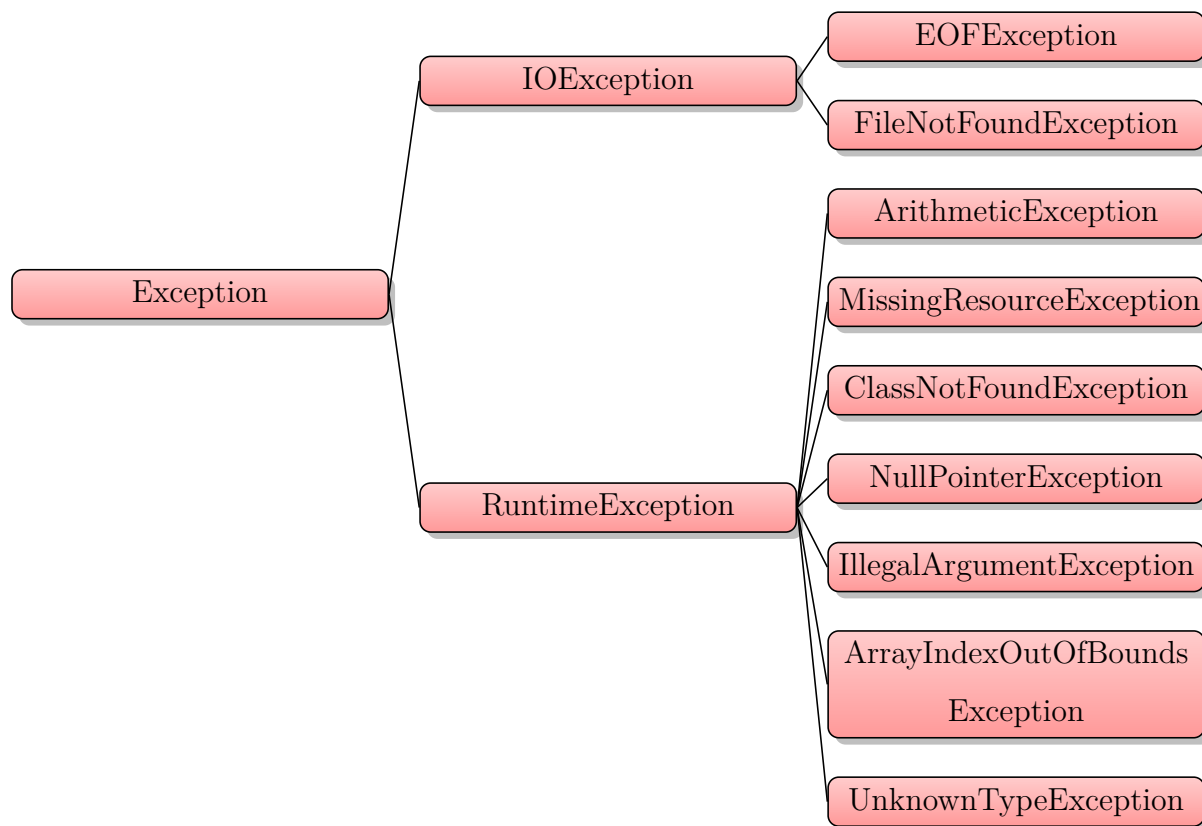 EOFException
IOException
FileNotFoundException
ArithmeticException
Exception
MissingResourceException
ClassNotFoundException
NullPointerException
RuntimeException
IllegalArgumentException
ArrayIndexOutOfBounds
Exception
UnknownTypeException